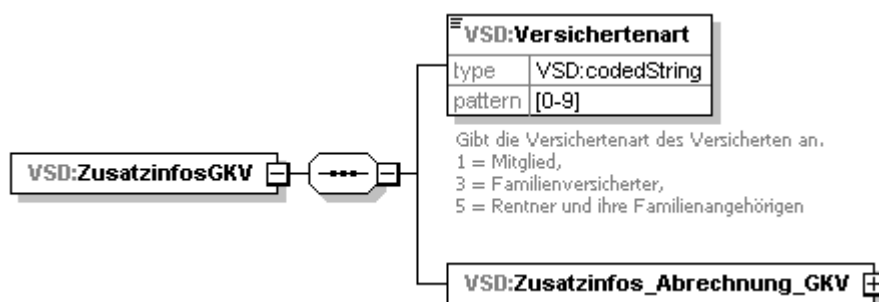 VSD:Versichertenart
type VSD:codedString
pattern [0-9]
Gibt die Versichertenart des Versicherten an.
1 = Mitglied,
3 = Familienversicherter,
5 = Rentner und ihre Familienangehörigen
VSD:ZusatzinfosGKV
VSD:Zusatzinfos_Abrechnung_GKV